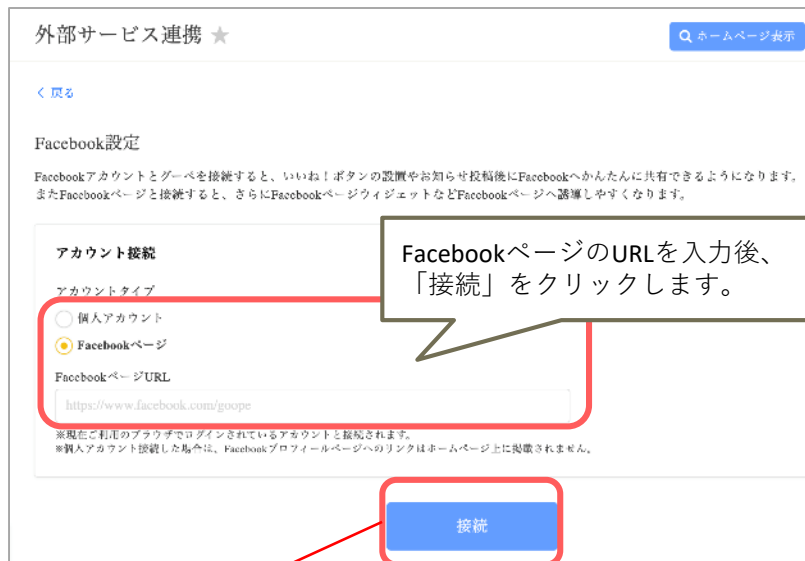 外部サービス連携 ★
ホームページ表示
く 戻る
Facebook設定
Facebookアカウントとグーペを接続すると、いいね！ボタンの設置やお知らせ投稿後にFacebookへかんたんに共有できるようになります。
またFacebookページと接続すると、さらにFacebookページウィジェットなどFacebookページへ誘導しやすくなります。
アカウント接続
FacebookページのURLを入力後、
「接続」をクリックします。
アカウントタイプ
個人アカウント
Facebookページ
FacebookページURL
https://www.facebook.com/goope
※現在ご利用のブラウザでログインされているアカウントと接続されます。
※個人アカウント接続した場合は、Facebookプロフィールページへのリンクはホームページ上に掲載されません。
接続